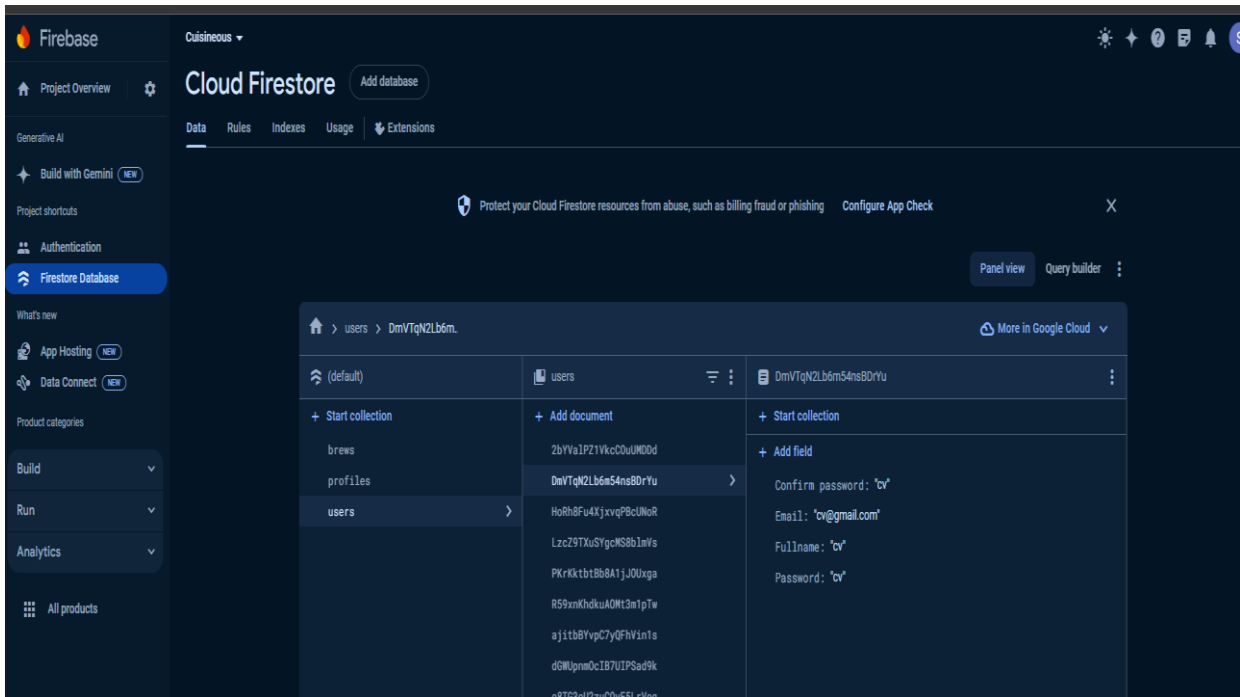 Firebase
Cuisineous
Project Overview
Cloud Firestore
Add database
Data Rules Indexes Usage Extensions
Generative AI
Build with Gemini NEW
Project shortcuts
Protect your Cloud Firestore resources from abuse, such as billing fraud or phishing Configure App Check X
Authentication
Firestore Database
Panel view Query builder
What's new
App Hosting NEW
Data Connect NEW
Product categories
Build
Run
Analytics
All products
> users > DmVTqN2Lb6m.
More in Google Cloud
(default)
+ Start collection
brews
profiles
users
users
+ Add document
DmVTqN2Lb6m54nsBDrYu
HoRh8Fu4XjxvqPBcUNoR
LzcZ9TXuSYgcMS8blmVs
PKrKktbtBb8A1jJOUxga
R59xnKhdkuAOMt3m1pTw
ajitbBYvpC7yQFhVin1s
dGWUpnmOcIB7UIPSad9k
DmVTqN2Lb6m54nsBDrYu
+ Start collection
+ Add field
Confirm password: "cv"
Email: "cv@gmail.com"
Fullname: "cv"
Password: "cv"